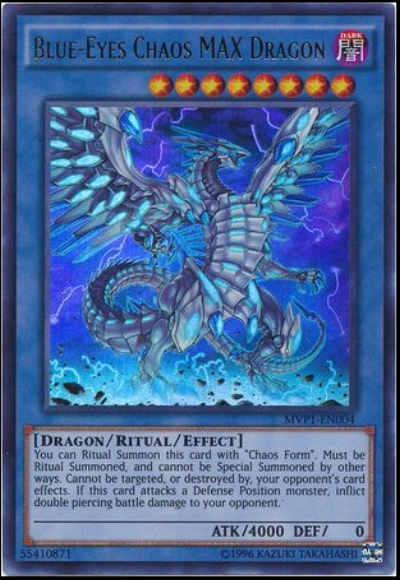 Blue-Eyes Chaos MAX Dragon
DARK
闇
MVP1-EN004
[Dragon/Ritual/Effect]
You can Ritual Summon this card with "Chaos Form". Must be
Ritual Summoned, and cannot be Special Summoned by other
ways. Cannot be targeted, or destroyed by, your opponent's card
effects. If this card attacks a Defense Position monster, inflict
double piercing battle damage to your opponent.
ATK/4000 DEF/ 0
55410871
©1996 KAZUKI TAKAHASHI